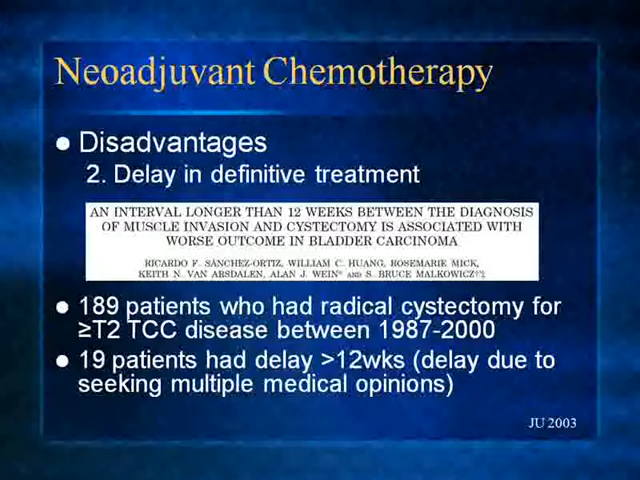 Neoadjuvant Chemotherapy
● Disadvantages
2. Delay in definitive treatment
AN INTERVAL LONGER THAN 12 WEEKS BETWEEN THE DIAGNOSIS
OF MUSCLE INVASION AND CYSTECTOMY IS ASSOCIATED WITH
WORSE OUTCOME IN BLADDER CARCINOMA
RICARDO F. SÁNCHEZ-ORTIZ, WILLIAM C. HUANG, ROSEMARIE MICK,
KEITH N. VAN ARSDALEN, ALAN J. WEIN* AND S. BRUCE MALKOWICZ†‡
● 189 patients who had radical cystectomy for
≥T2 TCC disease between 1987-2000
● 19 patients had delay >12wks (delay due to
seeking multiple medical opinions)
JU 2003